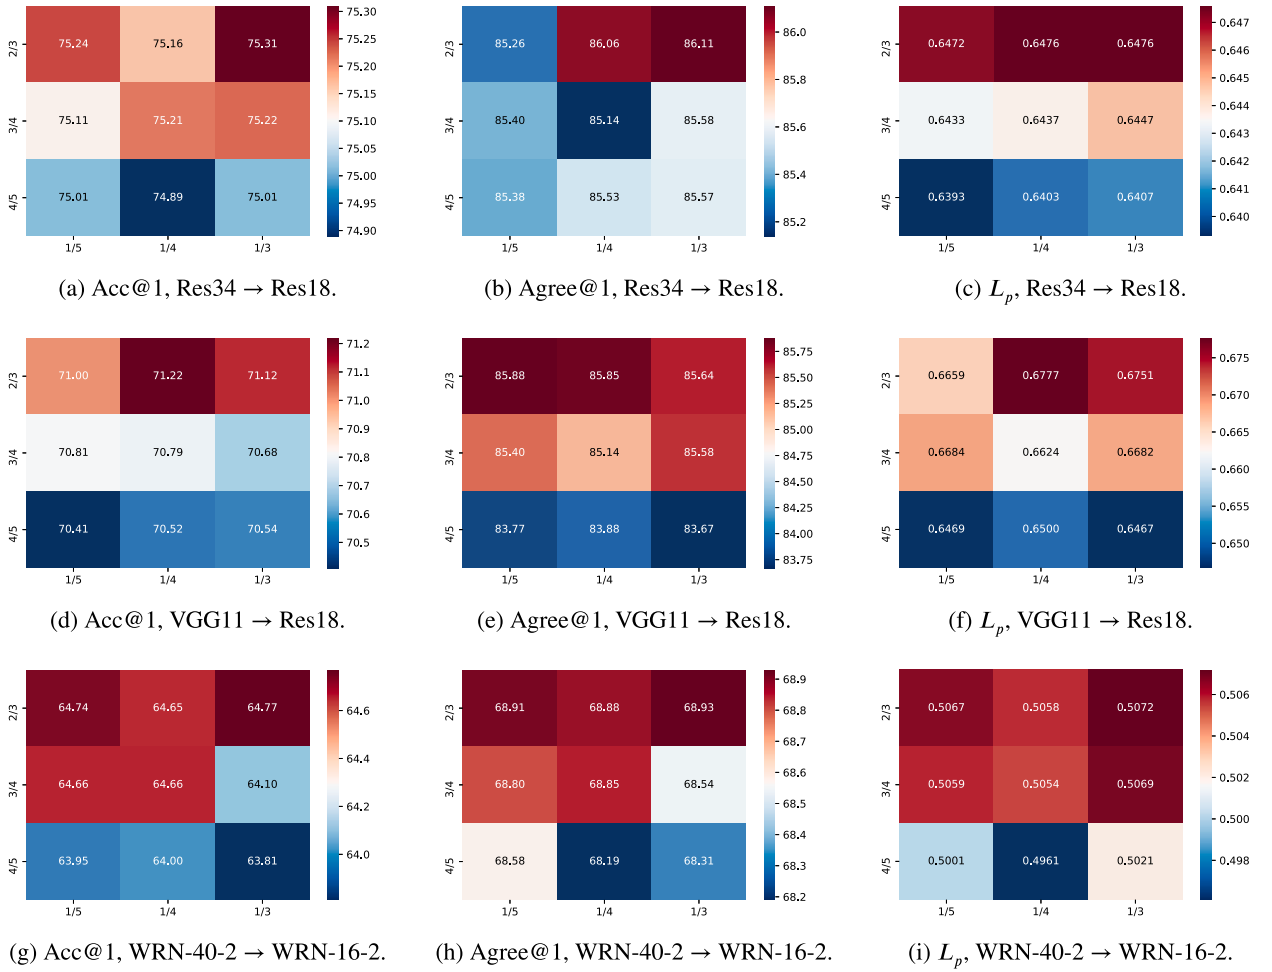 2/3 75.24 75.16 75.31
3/4 75.11 75.21 75.22
4/5 75.01 74.89 75.01
1/5 1/4 1/3
75.30
75.25
75.20
75.15
75.10
75.05
75.00
74.95
74.90
(a) Acc@1, Res34 → Res18.
2/3 85.26 86.06 86.11
3/4 85.40 85.14 85.58
4/5 85.38 85.53 85.57
1/5 1/4 1/3
86.0
85.8
85.6
85.4
85.2
(b) Agree@1, Res34 → Res18.
2/3 0.6472 0.6476 0.6476
3/4 0.6433 0.6437 0.6447
4/5 0.6393 0.6403 0.6407
1/5 1/4 1/3
0.647
0.646
0.645
0.644
0.643
0.642
0.641
0.640
(c) Lp, Res34 → Res18.
2/3 71.00 71.22 71.12
3/4 70.81 70.79 70.68
4/5 70.41 70.52 70.54
1/5 1/4 1/3
71.2
71.1
71.0
70.9
70.8
70.7
70.6
70.5
(d) Acc@1, VGG11 → Res18.
2/3 85.88 85.85 85.64
3/4 85.40 85.14 85.58
4/5 83.77 83.88 83.67
1/5 1/4 1/3
85.75
85.50
85.25
85.00
84.75
84.50
84.25
84.00
83.75
(e) Agree@1, VGG11 → Res18.
2/3 0.6659 0.6777 0.6751
3/4 0.6684 0.6624 0.6682
4/5 0.6469 0.6500 0.6467
1/5 1/4 1/3
0.675
0.670
0.665
0.660
0.655
0.650
(f) Lp, VGG11 → Res18.
2/3 64.74 64.65 64.77
3/4 64.66 64.66 64.10
4/5 63.95 64.00 63.81
1/5 1/4 1/3
64.6
64.4
64.2
64.0
(g) Acc@1, WRN-40-2 → WRN-16-2.
2/3 68.91 68.88 68.93
3/4 68.80 68.85 68.54
4/5 68.58 68.19 68.31
1/5 1/4 1/3
68.9
68.8
68.7
68.6
68.5
68.4
68.3
68.2
(h) Agree@1, WRN-40-2 → WRN-16-2.
2/3 0.5067 0.5058 0.5072
3/4 0.5059 0.5054 0.5069
4/5 0.5001 0.4961 0.5021
1/5 1/4 1/3
0.506
0.504
0.502
0.500
0.498
(i) Lp, WRN-40-2 → WRN-16-2.